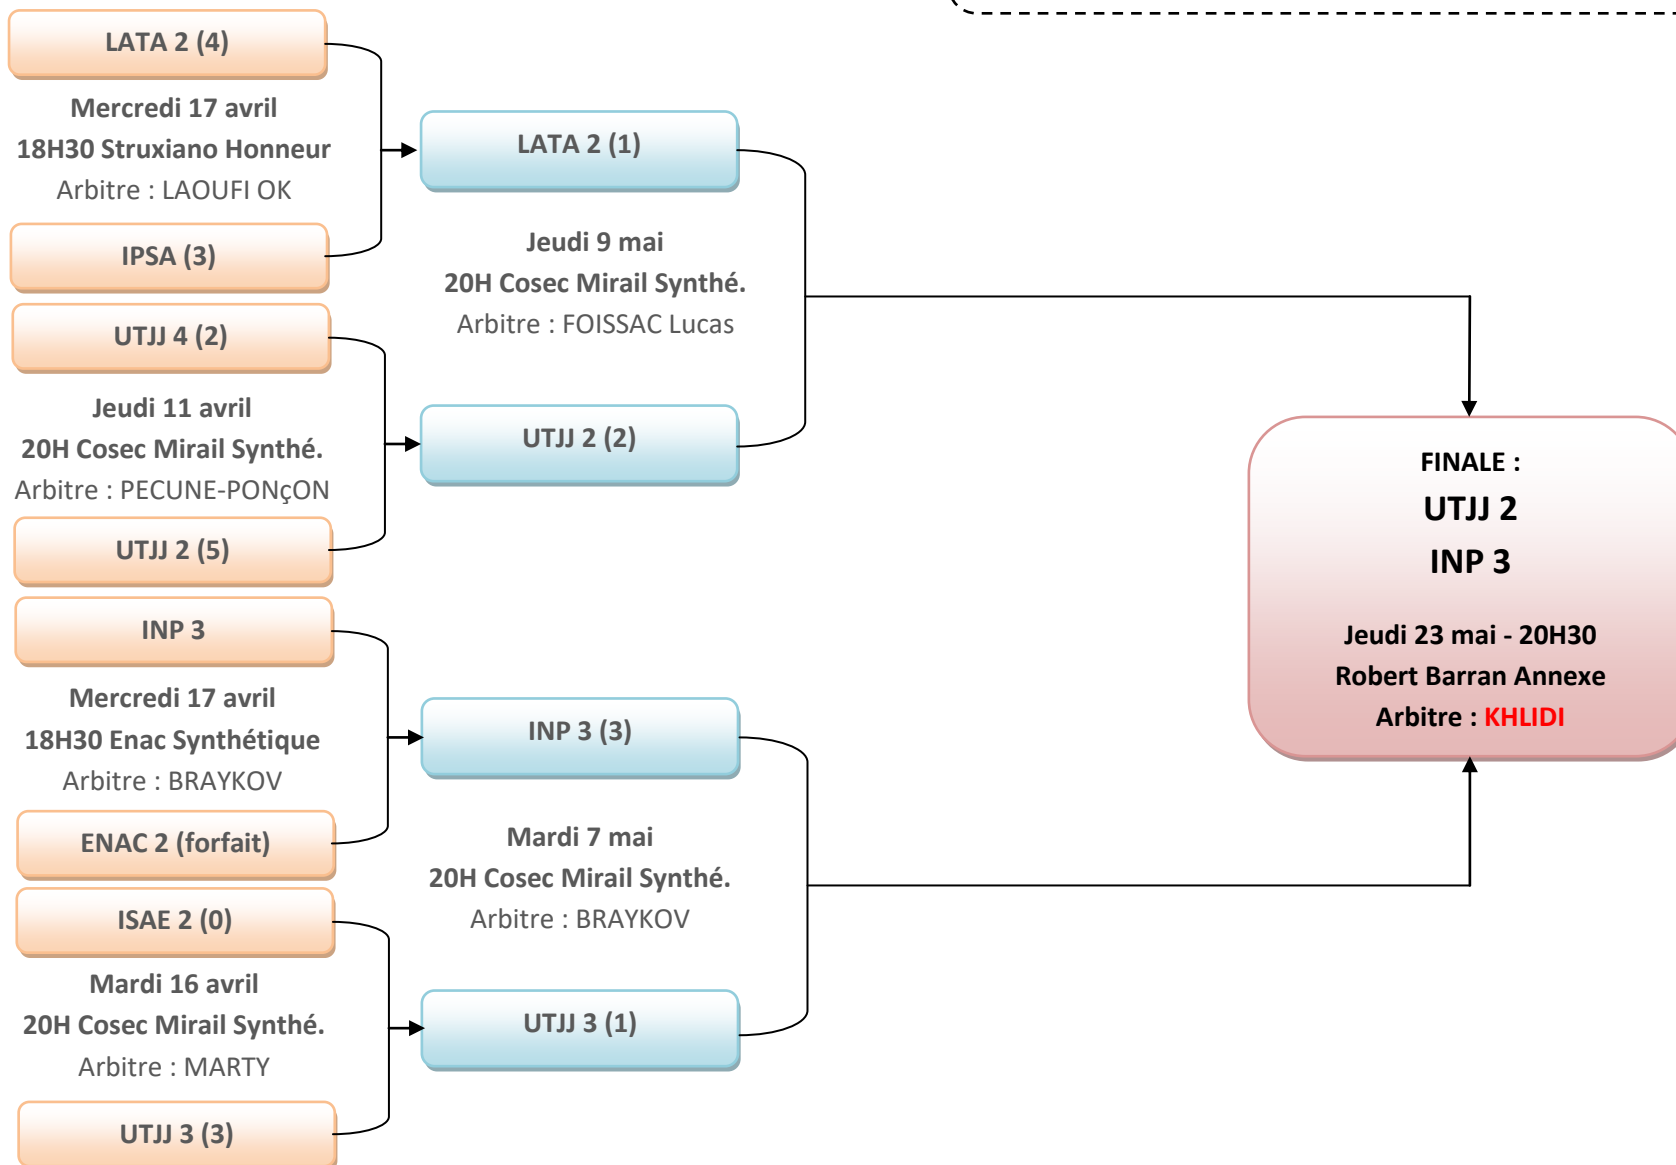 LATA 2 (4)
Mercredi 17 avril
18H30 Struxiano Honneur
Arbitre : LAOUFI OK
IPSA (3)
UTJJ 4 (2)
Jeudi 11 avril
20H Cosec Mirail Synthé.
Arbitre : PECUNE-PONçON
UTJJ 2 (5)
INP 3
Mercredi 17 avril
18H30 Enac Synthétique
Arbitre : BRAYKOV
ENAC 2 (forfait)
ISAE 2 (0)
Mardi 16 avril
20H Cosec Mirail Synthé.
Arbitre : MARTY
UTJJ 3 (3)
LATA 2 (1)
Jeudi 9 mai
20H Cosec Mirail Synthé.
Arbitre : FOISSAC Lucas
UTJJ 2 (2)
INP 3 (3)
Mardi 7 mai
20H Cosec Mirail Synthé.
Arbitre : BRAYKOV
UTJJ 3 (1)
FINALE :
UTJJ 2
INP 3
Jeudi 23 mai - 20H30
Robert Barran Annexe
Arbitre : KHLIDI